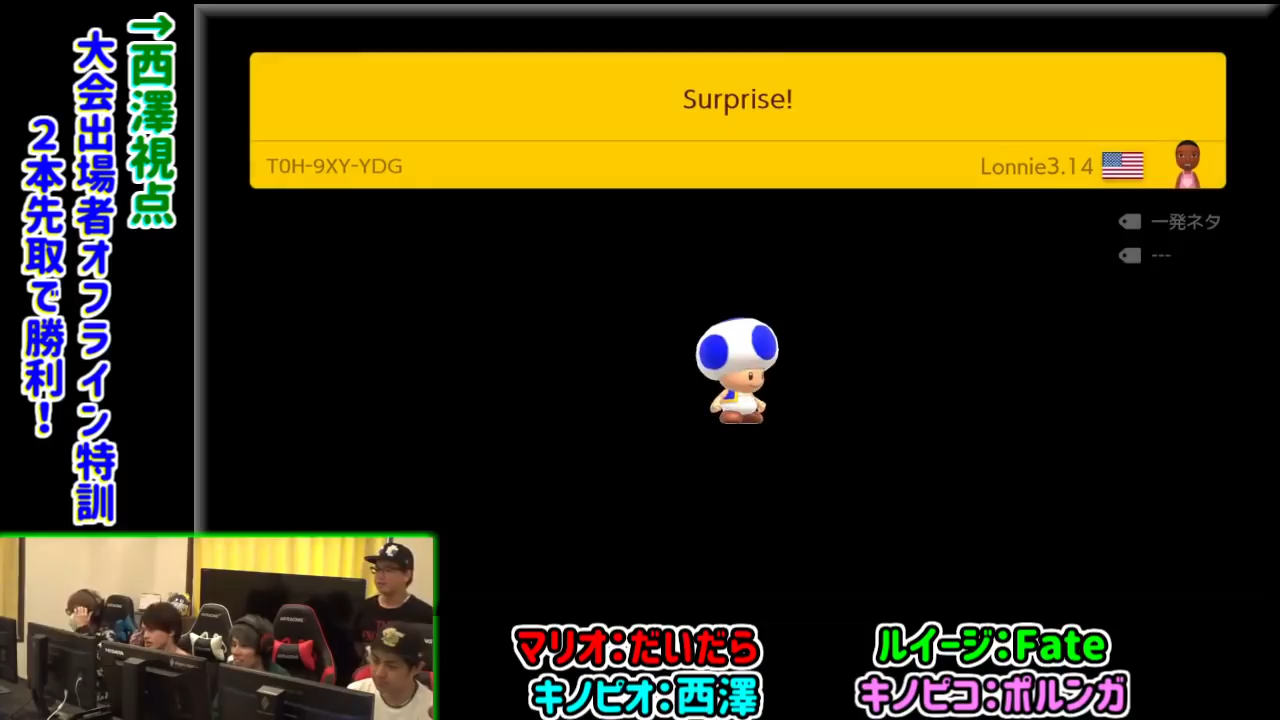 →西澤視点
大会出場者オフライン特訓
2本先取で勝利!
Surprise!
T0H-9XY-YDG
Lonnie3.14
一発ネタ
---
マリオ:だいだら
ルイージ:Fate
キノピオ:西澤
キノピコ:ポルンガ